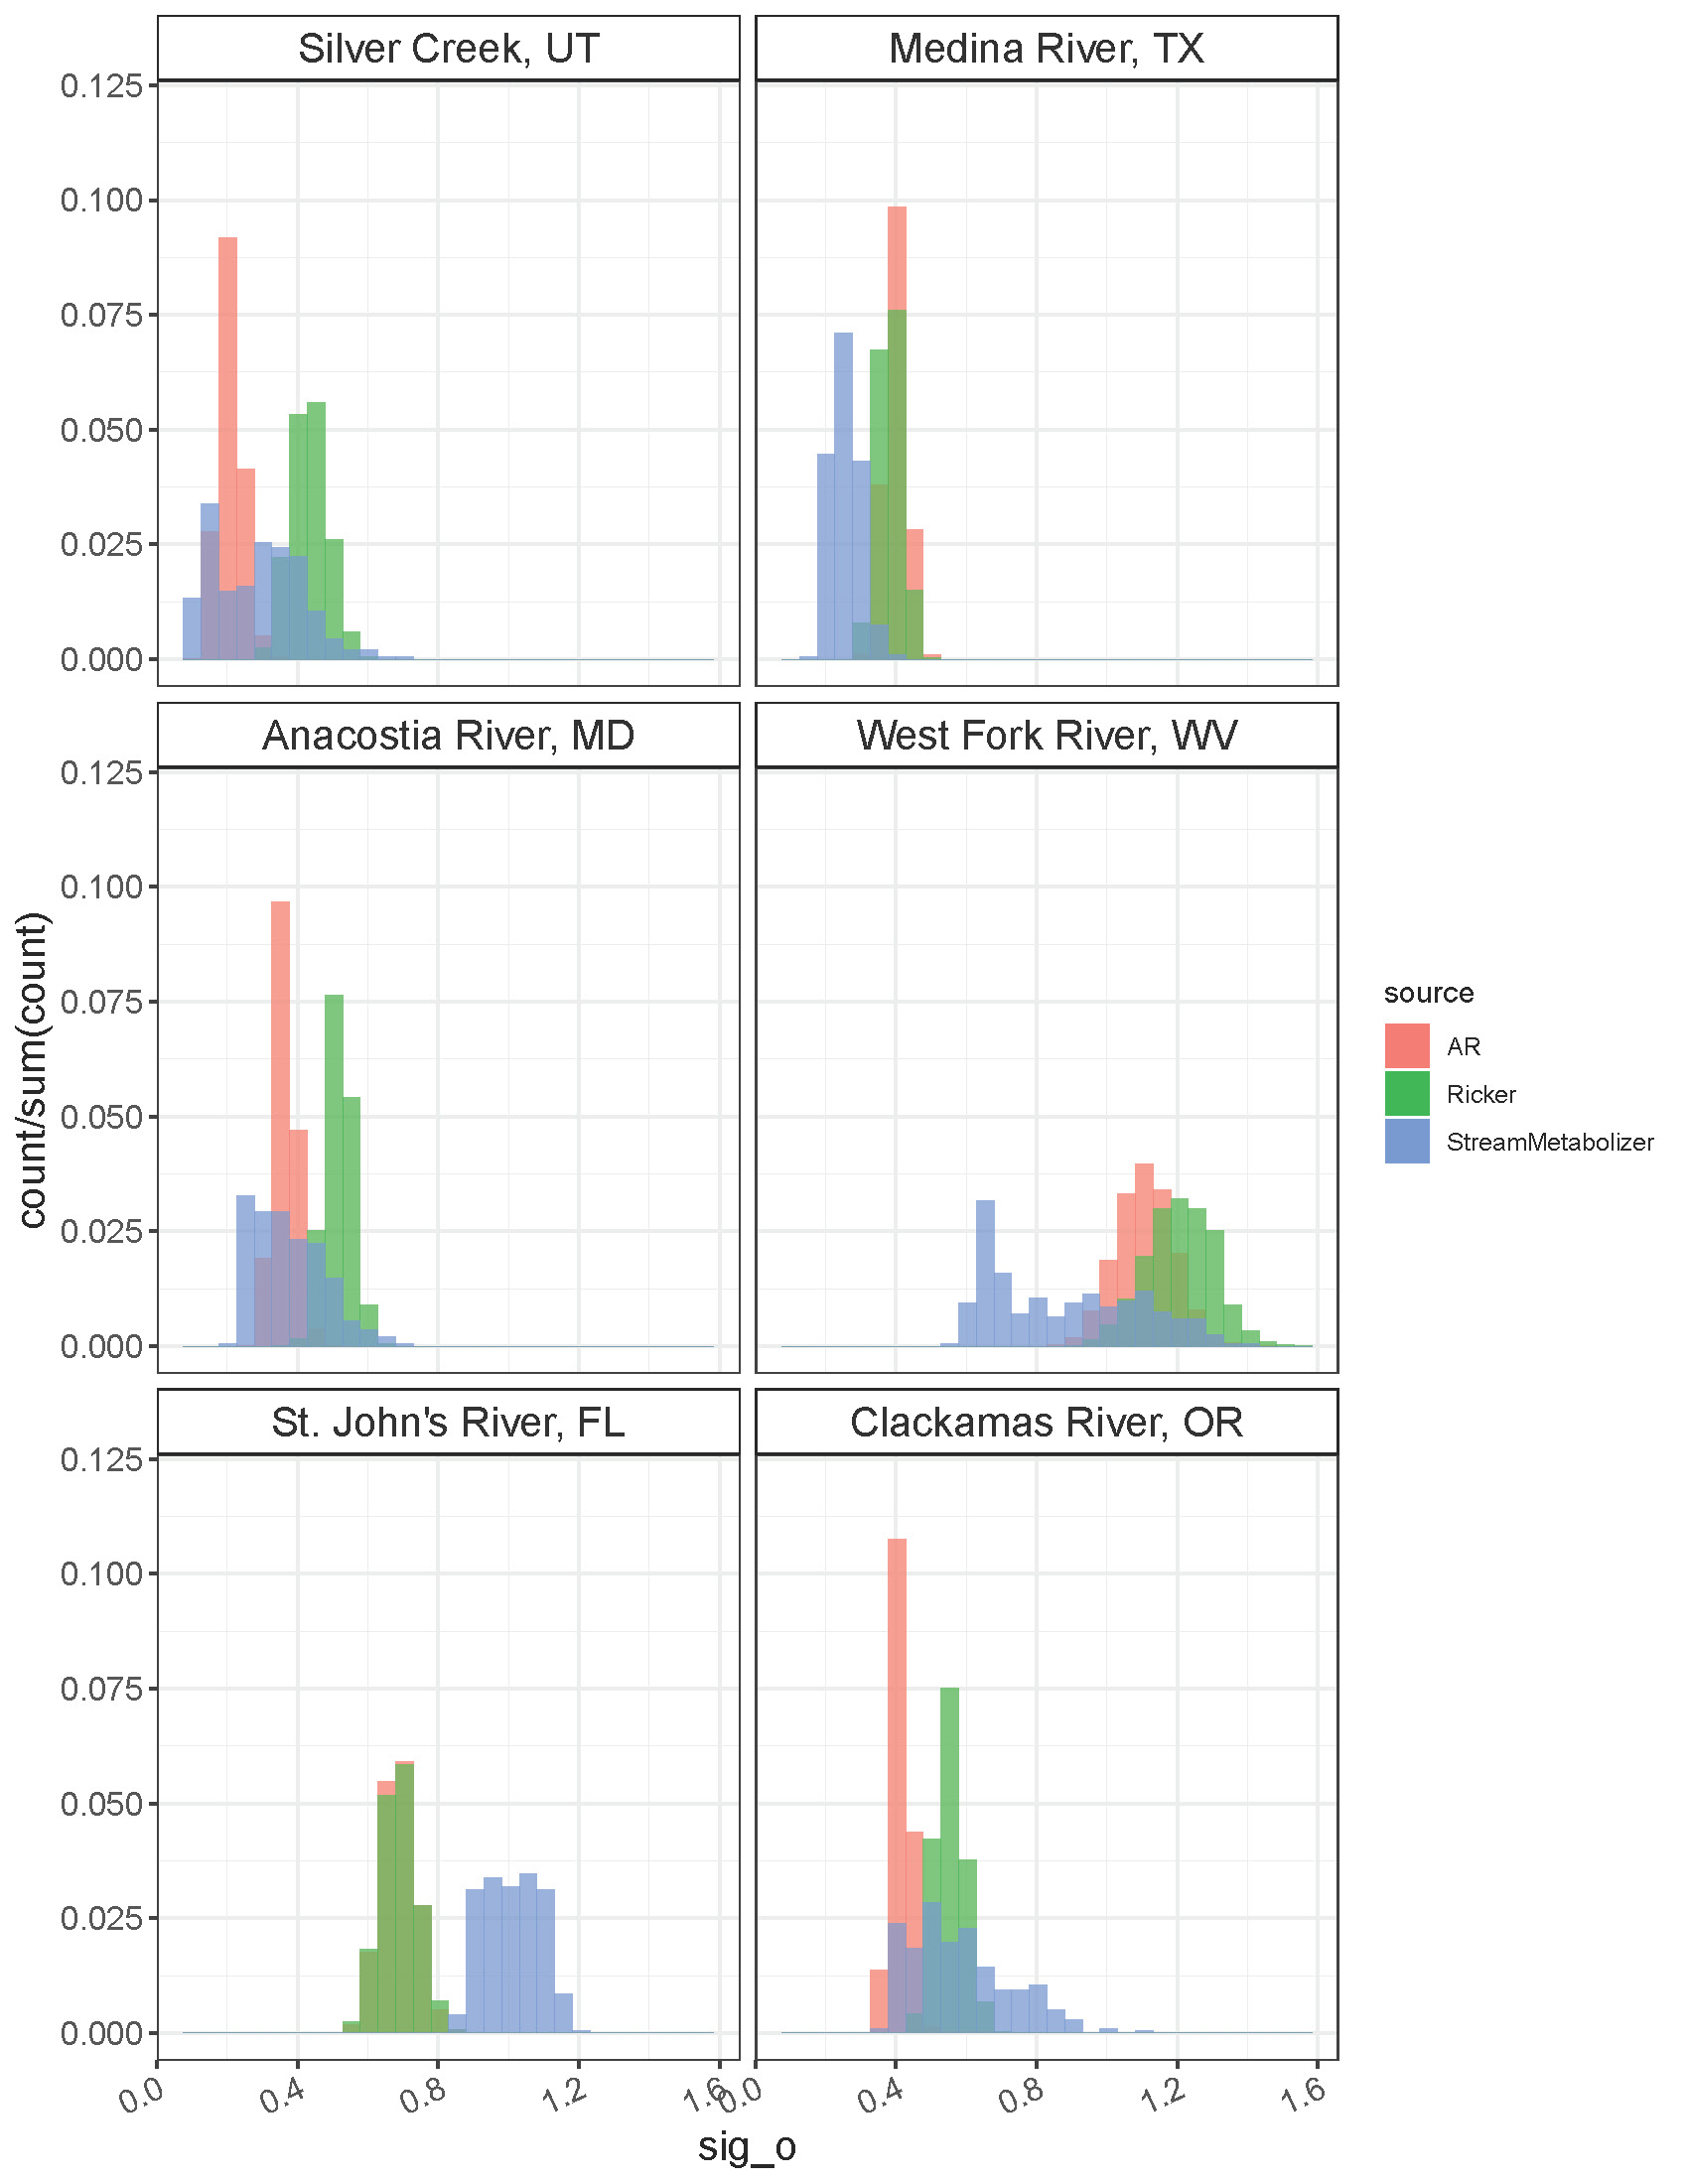 Silver Creek, UT
Medina River, TX
0.125
0.100
0.075
0.050
0.025
0.000
Anacostia River, MD
West Fork River, WV
0.125
0.100
0.075
0.050
0.025
0.000
St. John's River, FL
Clackamas River, OR
0.125
0.100
0.075
0.050
0.025
0.000
0.0 0.4 0.8 1.2 1.6
0.0 0.4 0.8 1.2 1.6
sig_o
count/sum(count)
source
AR
Ricker
StreamMetabolizer